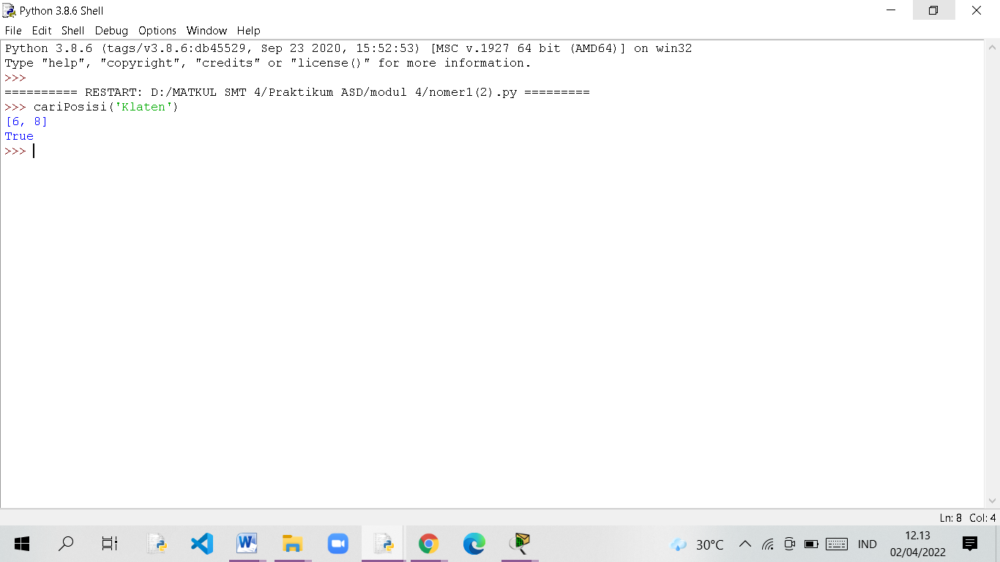 Python 3.8.6 Shell
File Edit Shell Debug Options Window Help
Python 3.8.6 (tags/v3.8.6:db45529, Sep 23 2020, 15:52:53) [MSC v.1927 64 bit (AMD64)] on win32
Type "help", "copyright", "credits" or "license()" for more information.
>>>
========== RESTART: D:/MATKUL SMT 4/Praktikum ASD/modul 4/nomer1(2).py =========
>>> cariPosisi('Klaten')
[6, 8]
True
>>>
Ln: 8 Col: 4
30°C
IND
12.13
02/04/2022